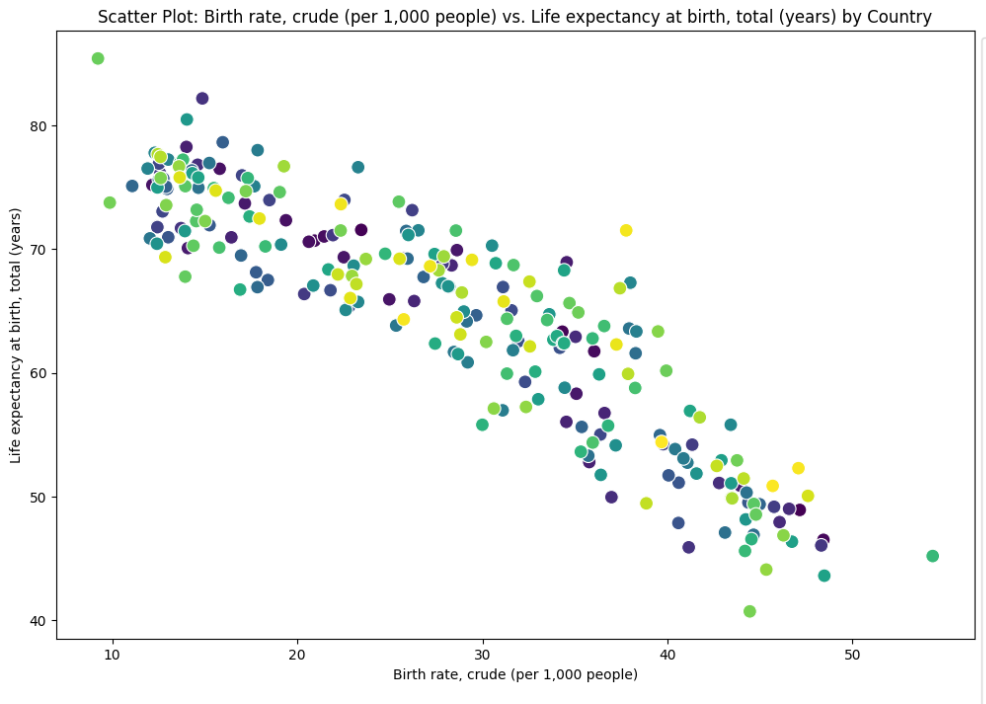 Scatter Plot: Birth rate, crude (per 1,000 people) vs. Life expectancy at birth, total (years) by Country
Life expectancy at birth, total (years)
80
70
60
50
40
10 20 30 40 50
Birth rate, crude (per 1,000 people)